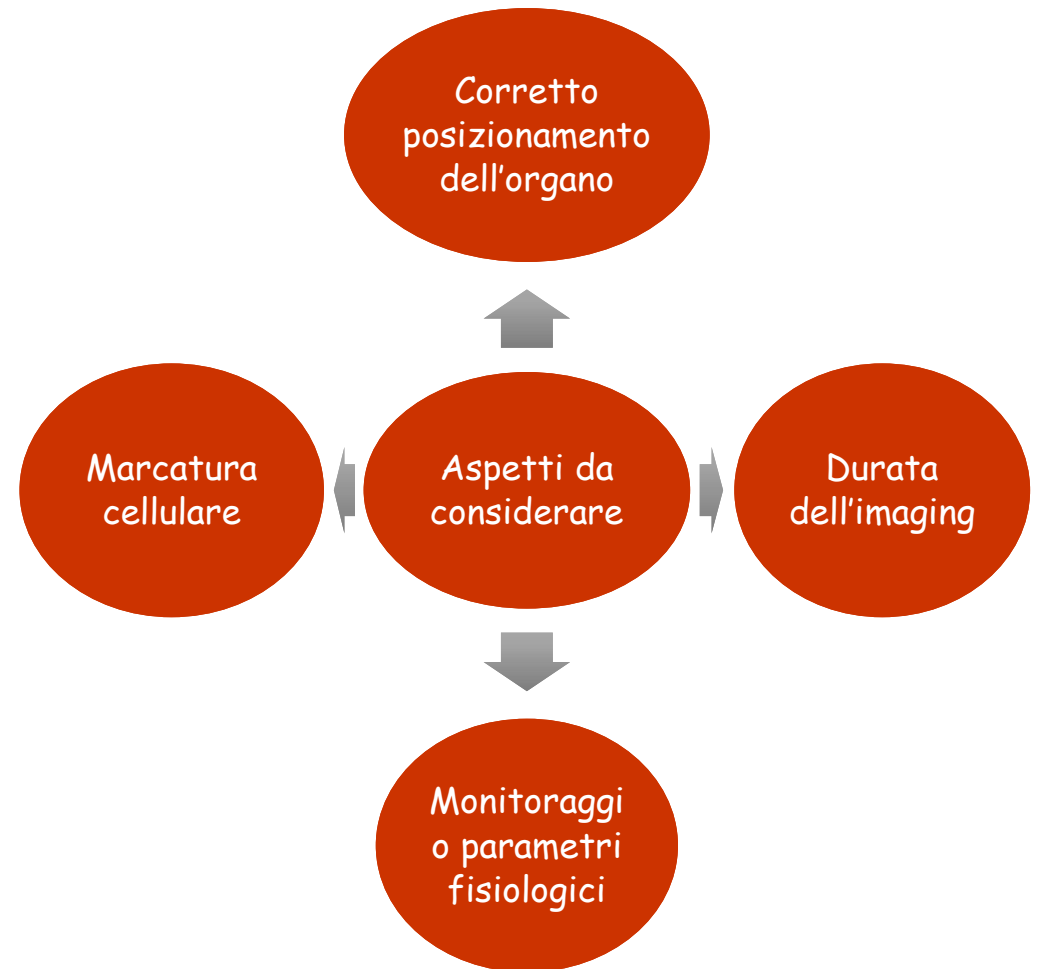 Corretto
posizionamento
dell'organo
Marcatura
cellulare
Aspetti da
considerare
Durata
dell'imaging
Monitoraggi
o parametri
fisiologici